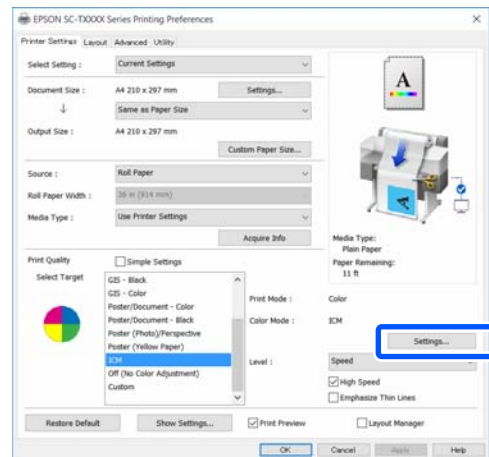 EPSON SC-TXXXX Series Printing Preferences
Printer Settings Layout Advanced Utility
Select Setting : Current Settings
Document Size : A4 210 x 297 mm Settings...
Same as Paper Size
Output Size : A4 210 x 297 mm
Custom Paper Size...
Source : Roll Paper
Roll Paper Width : 36 in (914 mm)
Media Type : Use Printer Settings
Acquire Info
A
Media Type:
Plain Paper
Paper Remaining:
11 ft
Print Quality Simple Settings
Select Target
GIS - Black
GIS - Color
Poster/Document - Color
Poster/Document - Black
Poster (Photo)/Perspective
Poster (Yellow Paper)
ICM
Off (No Color Adjustment)
Custom
Print Mode : Color
Color Mode : ICM
Settings...
Level : Speed
High Speed
Emphasize Thin Lines
Restore Default Show Settings... Print Preview Layout Manager
OK Cancel Apply Help